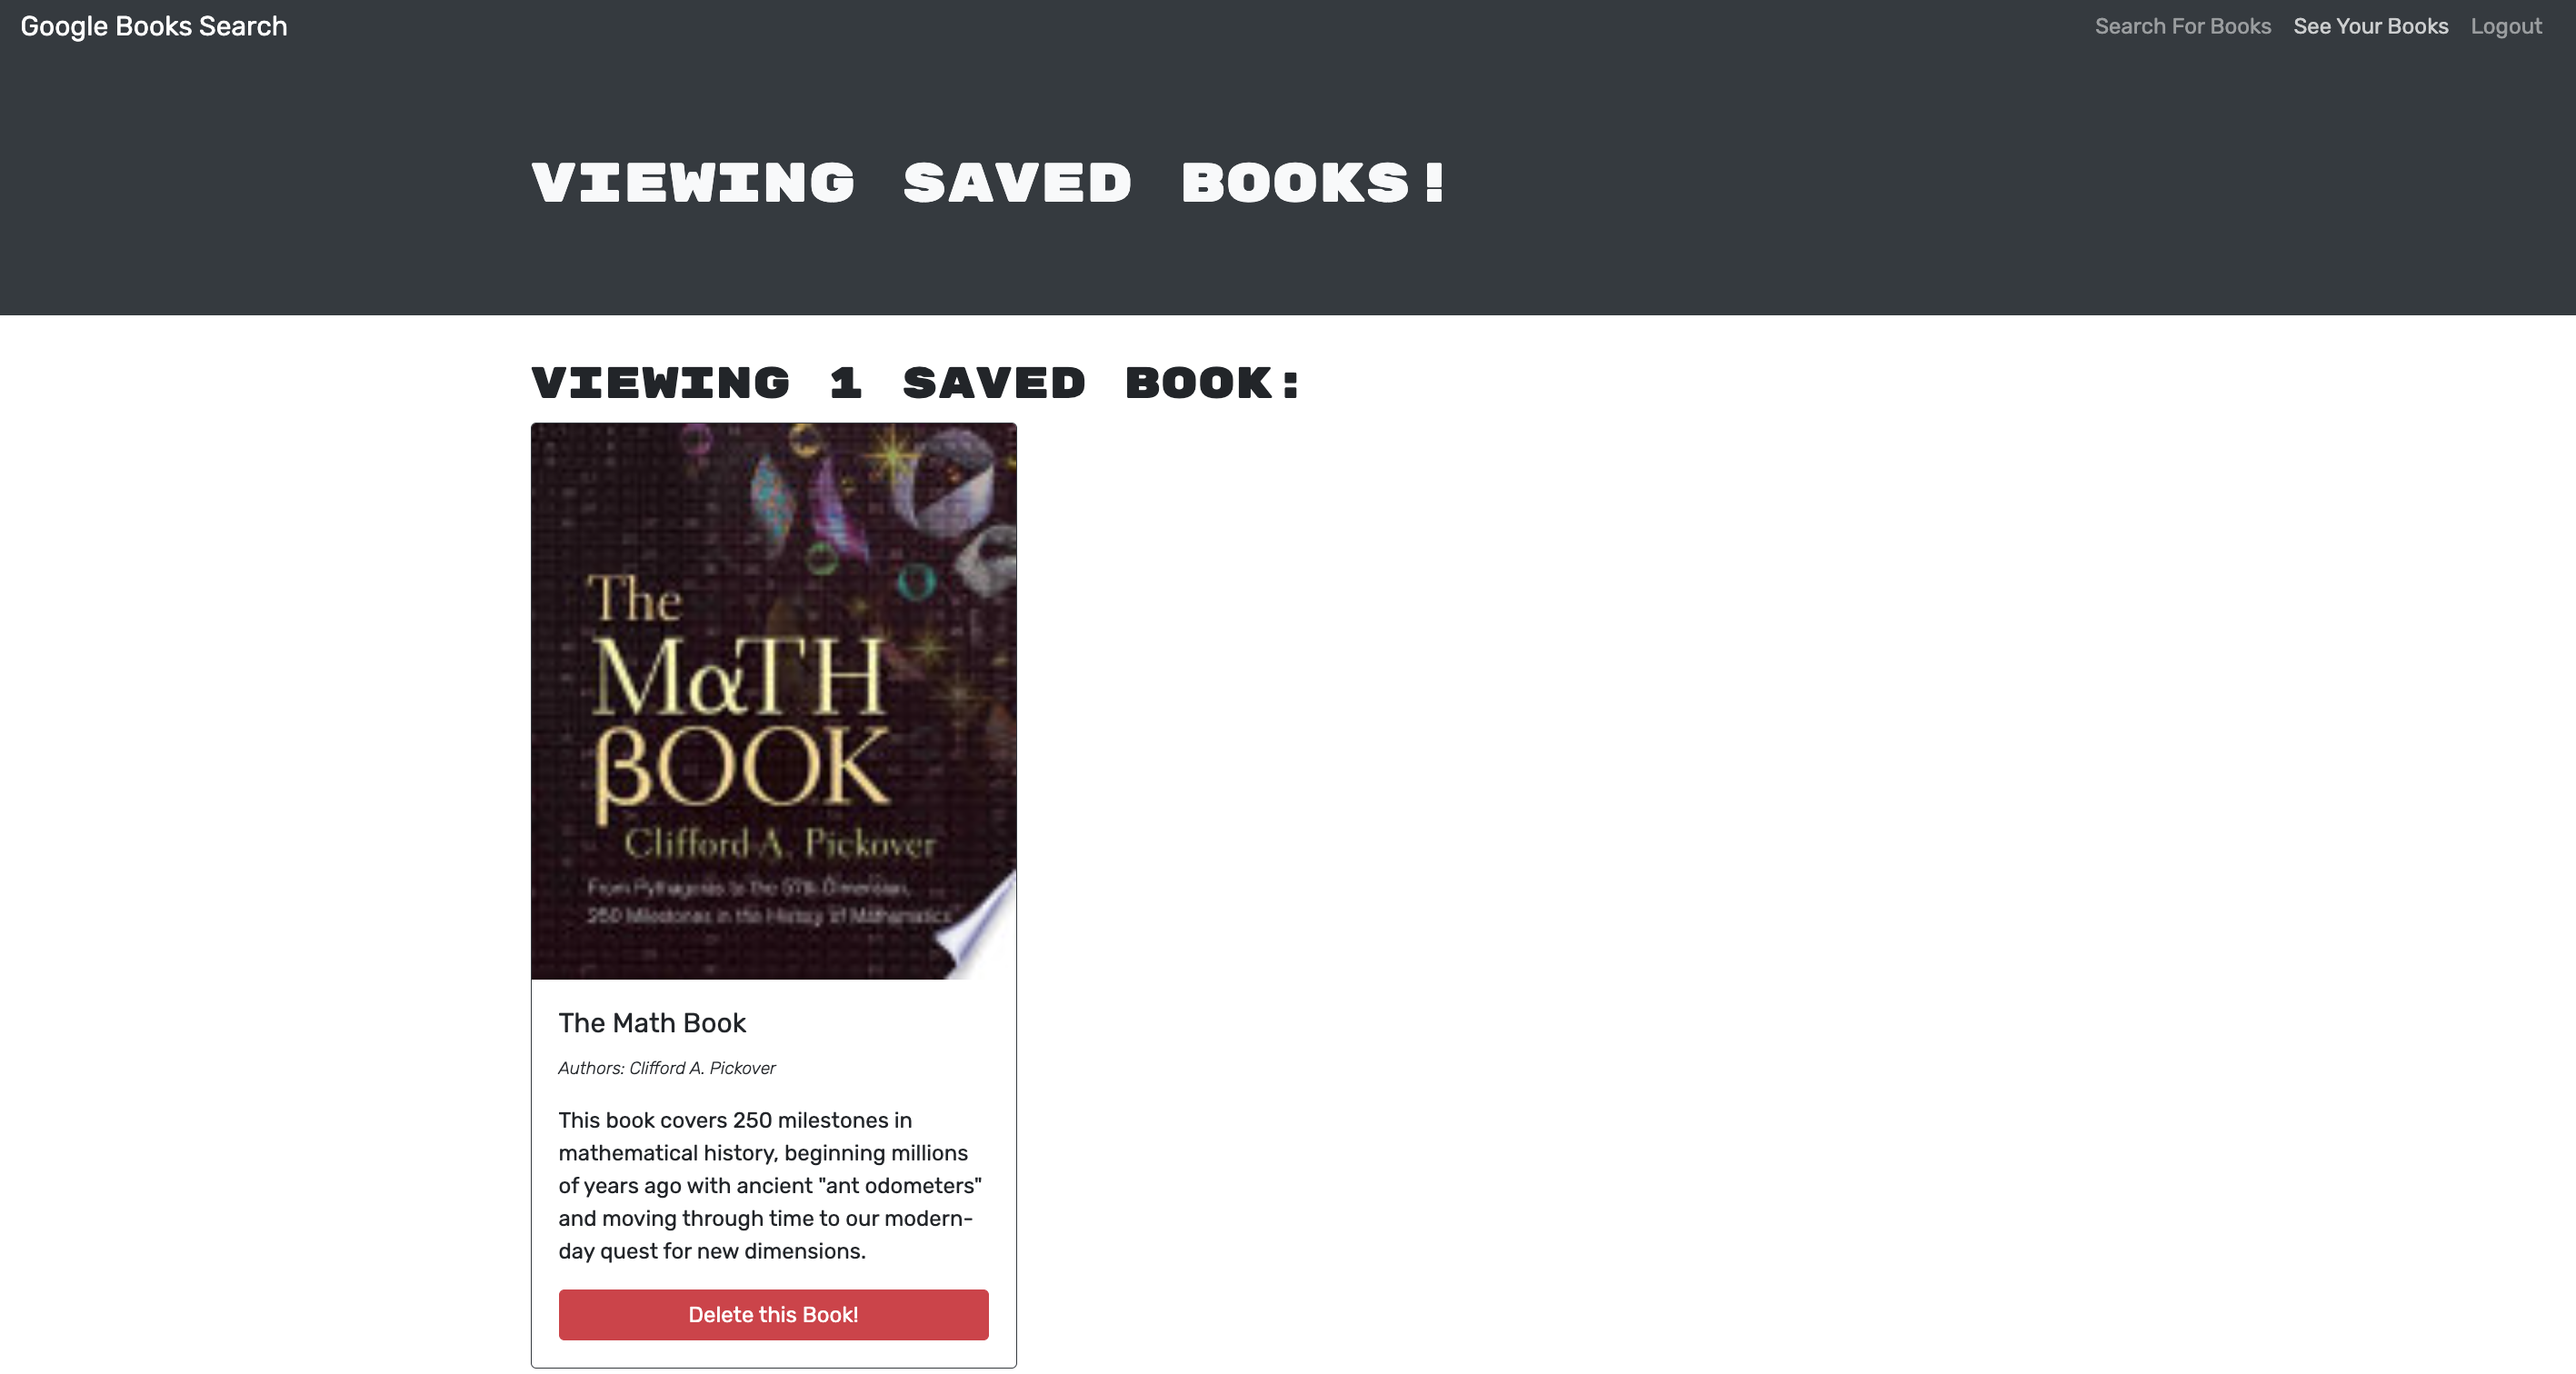 Google Books Search
Search For Books
See Your Books
Logout
VIEWING SAVED BOOKS!
VIEWING 1 SAVED BOOK:
The
MαTH
βOOK
Clifford A. Pickover
From Pythagoras to the 57th Dimension,
250 Milestones in the History of Mathematics
The Math Book
Authors: Clifford A. Pickover
This book covers 250 milestones in
mathematical history, beginning millions
of years ago with ancient "ant odometers"
and moving through time to our modern-
day quest for new dimensions.
Delete this Book!